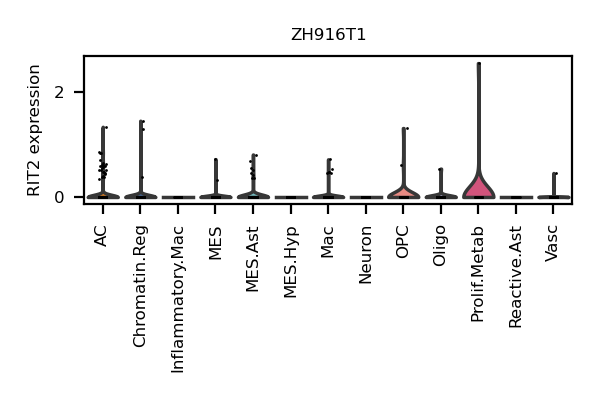 ZH916T1
RIT2 expression
2
0
AC
Chromatin.Reg
Inflammatory.Mac
MES
MES.Ast
MES.Hyp
Mac
Neuron
OPC
Oligo
Prolif.Metab
Reactive.Ast
Vasc